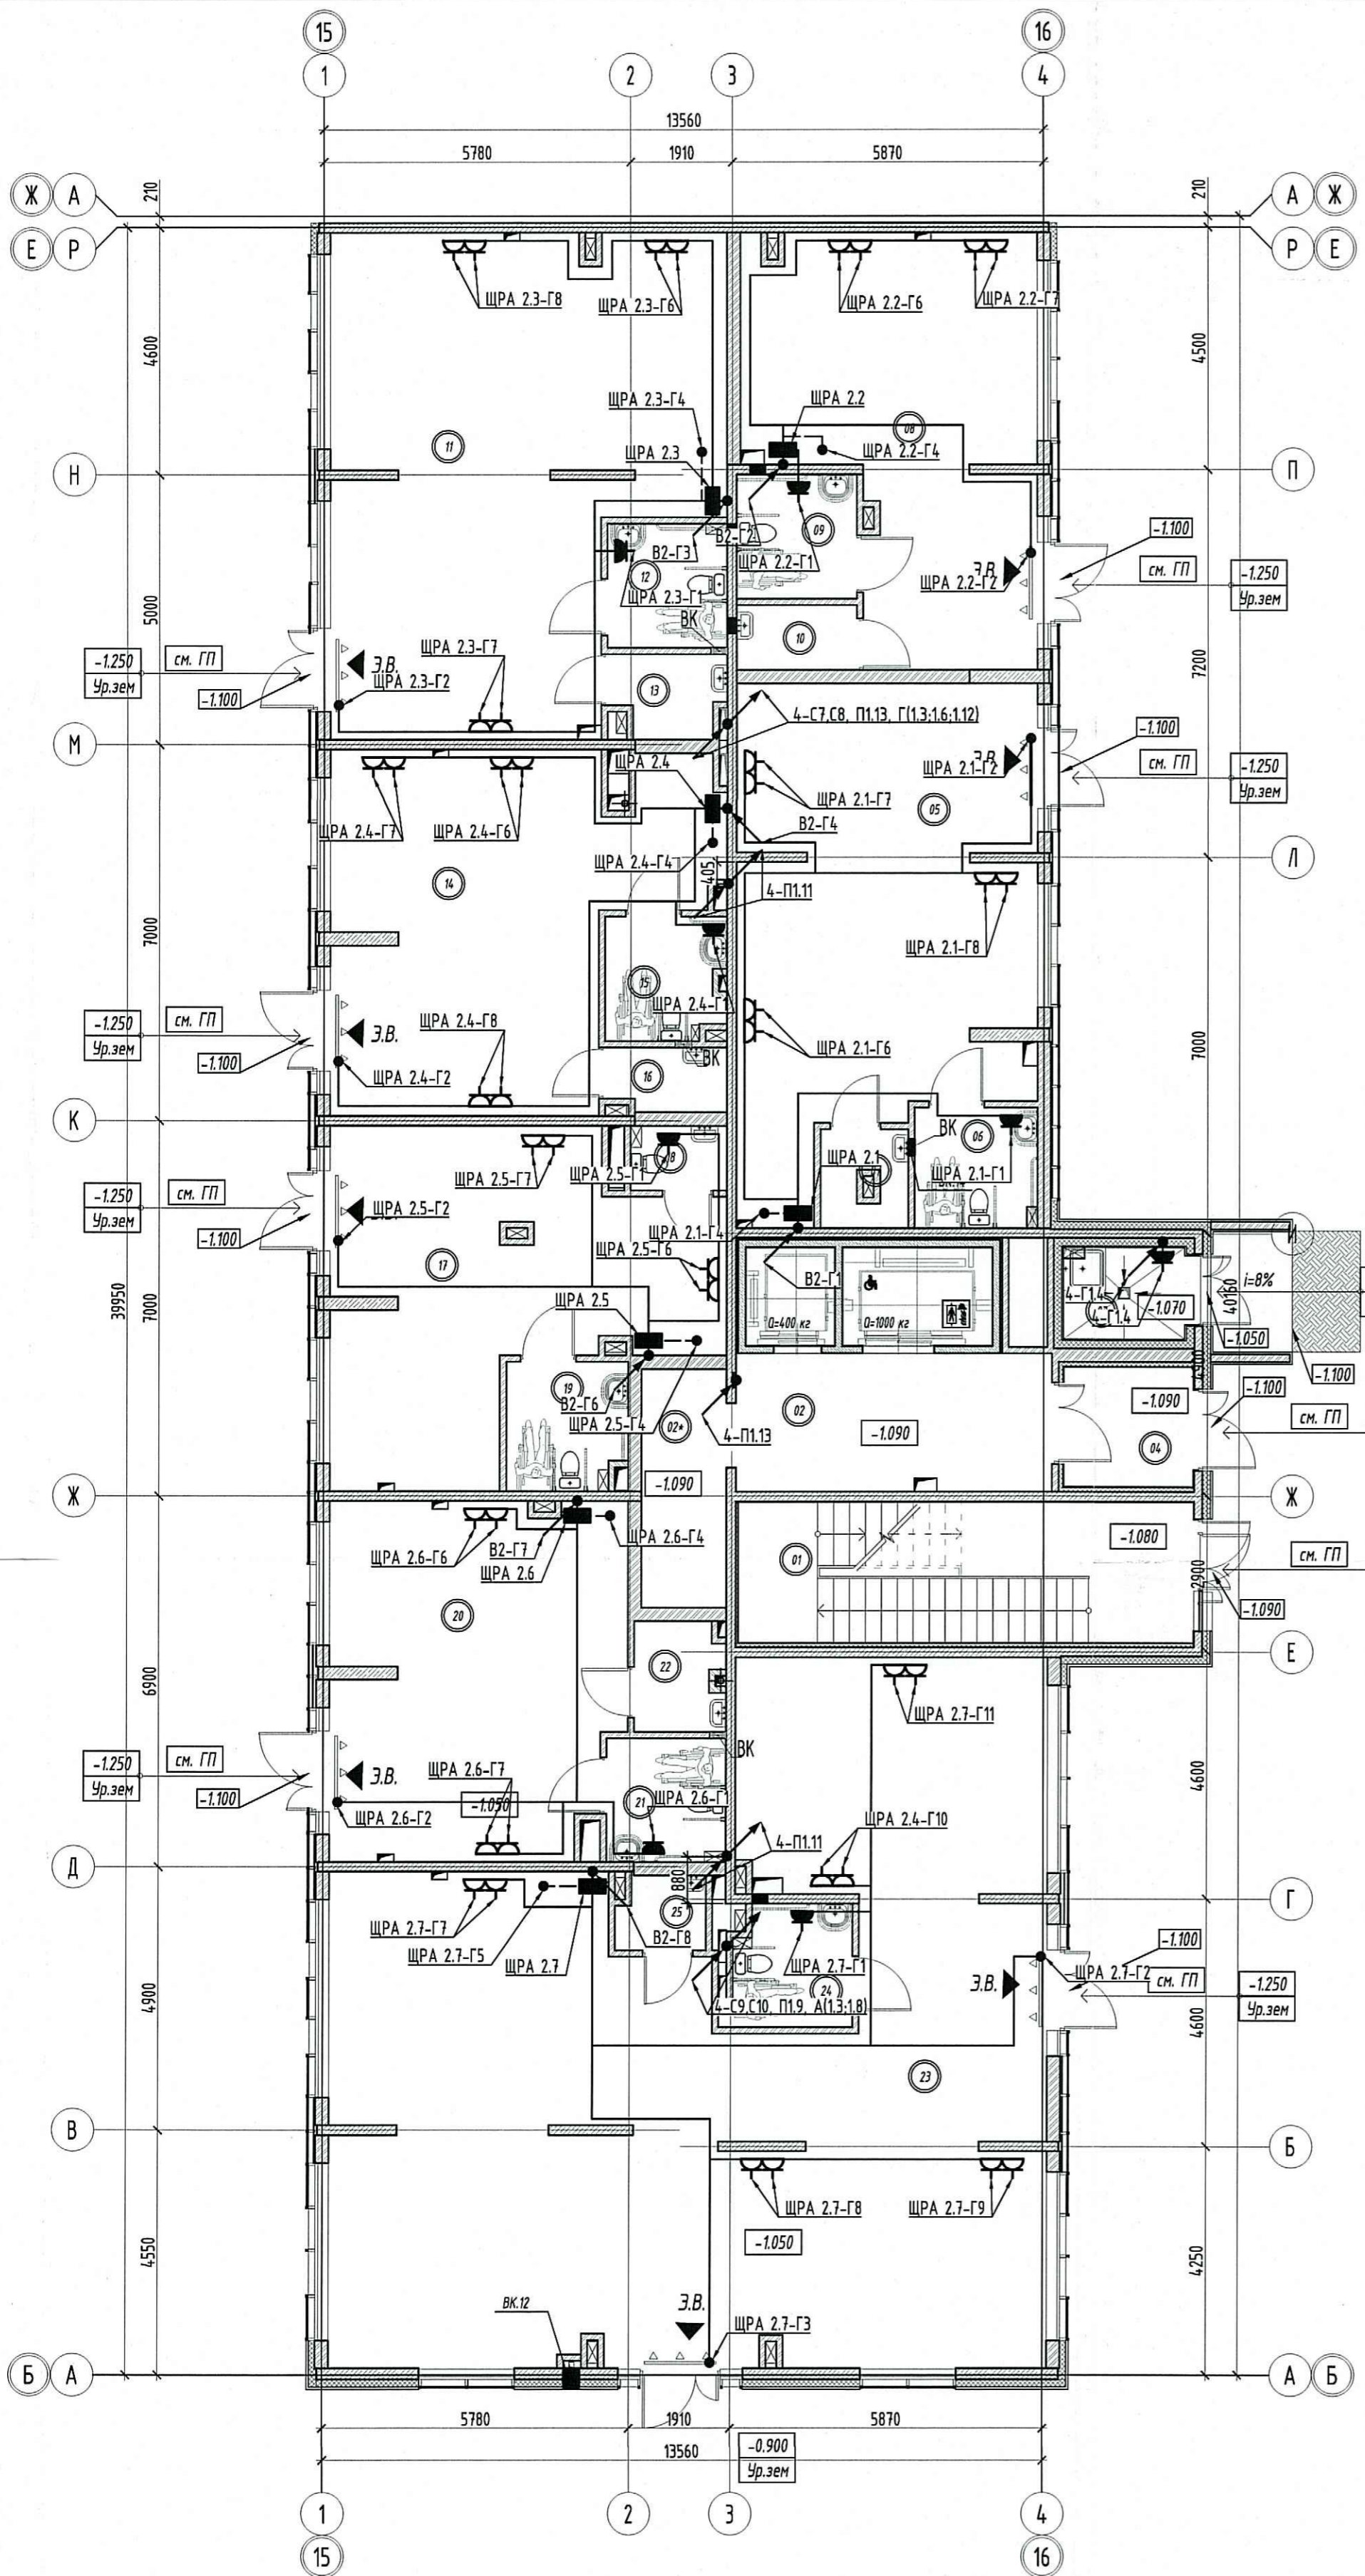 15 16
1 2 3 4
13560
5780 1910 5870
Ж А 210 210 А Ж
Е Р Р Е
ЩРА 2.3-Г8 ЩРА 2.3-Г6 ЩРА 2.2-Г6 ЩРА 2.2-Г7
4600 4500
ЩРА 2.3-Г4 ЩРА 2.2
11 08
ЩРА 2.3 ЩРА 2.2-Г4
Н П
09
В2-Г3 В2-Г2 -1.100
12 ЩРА 2.2-Г1 Э.В. см. ГП -1.250
ЩРА 2.3-Г1 ЩРА 2.2-Г2 Ур.зем
ВК
5000 10
-1.250 см. ГП Э.В. ЩРА 2.3-Г7 7200
Ур.зем ЩРА 2.3-Г2 13
-1.100
4-С7,С8, П1.13, Г(1.3;1.6;1.12) -1.100
М
ЩРА 2.4 Э.В. см. ГП -1.250
ЩРА 2.1-Г2 Ур.зем
ЩРА 2.1-Г7 05
ЩРА 2.4-Г7 ЩРА 2.4-Г6 В2-Г4
ЩРА 2.4-Г4 405 Л
14 4-П1.11
7000
ЩРА 2.1-Г8
15
ЩРА 2.4-Г1
-1.250 см. ГП Э.В. ЩРА 2.4-Г8
Ур.зем ВК ЩРА 2.1-Г6 7000
-1.100 ЩРА 2.4-Г2 16
К
ВК 06
ЩРА 2.5-Г7 ЩРА 2.5-Г1 ЩРА 2.1 ЩРА 2.1-Г1
-1.250 см. ГП ЩРА 2.5-Г2
Ур.зем ЩРА 2.1-Г4
-1.100 ЩРА 2.5-Г6 И
17 В2-Г1 i=8%
39950 7000 ЩРА 2.5 Q=400 кг Q=1000 кг 4-Г1.4 -1.070 40160
4-Г1.4 -1.050
4900 -1.100
19 В2-Г6 02 -1.090 -1.100
ЩРА 2.5-Г4 02* 4-П1.13 -1.090 см. ГП
04
Ж -1.090 Ж
ЩРА 2.6-Г6 В2-Г7 ЩРА 2.6-Г4 -1.080
ЩРА 2.6 01 см. ГП
2900
20 -1.090
Е
6900 22
ЩРА 2.7-Г11
ВК
-1.250 см. ГП Э.В. ЩРА 2.6-Г7 4600
Ур.зем -1.100 -1.050 21 ЩРА 2.6-Г1
ЩРА 2.6-Г2 ЩРА 2.4-Г10
4-П1.11
Д 880 Г
ЩРА 2.7-Г7 25
ЩРА 2.7-Г5 В2-Г8 -1.100
ЩРА 2.7 ЩРА 2.7-Г1 ЩРА 2.7-Г2
24 Э.В. см. ГП -1.250
4900 4-С9,С10, П1.9, А(1.3;1.8) Ур.зем
4600
23
В Б
ЩРА 2.7-Г8 ЩРА 2.7-Г9
-1.050
4550 4250
ВК.12 Э.В.
ЩРА 2.7-Г3
Б А А Б
5780 1910 5870
13560 -0.900
Ур.зем
1 2 3 4
15 16